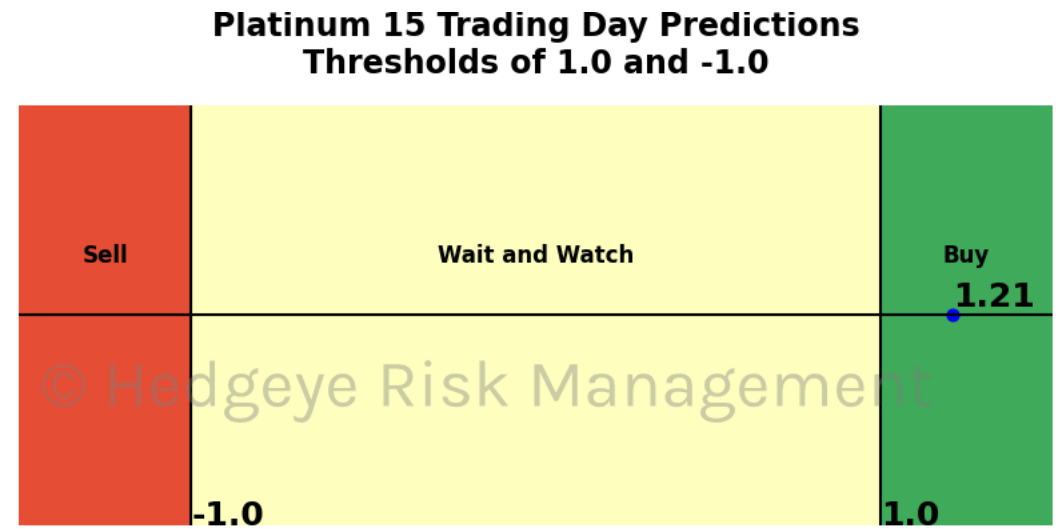 Platinum 15 Trading Day Predictions
Thresholds of 1.0 and -1.0
Sell
Wait and Watch
Buy
1.21
© Hedgeye Risk Management
-1.0
1.0